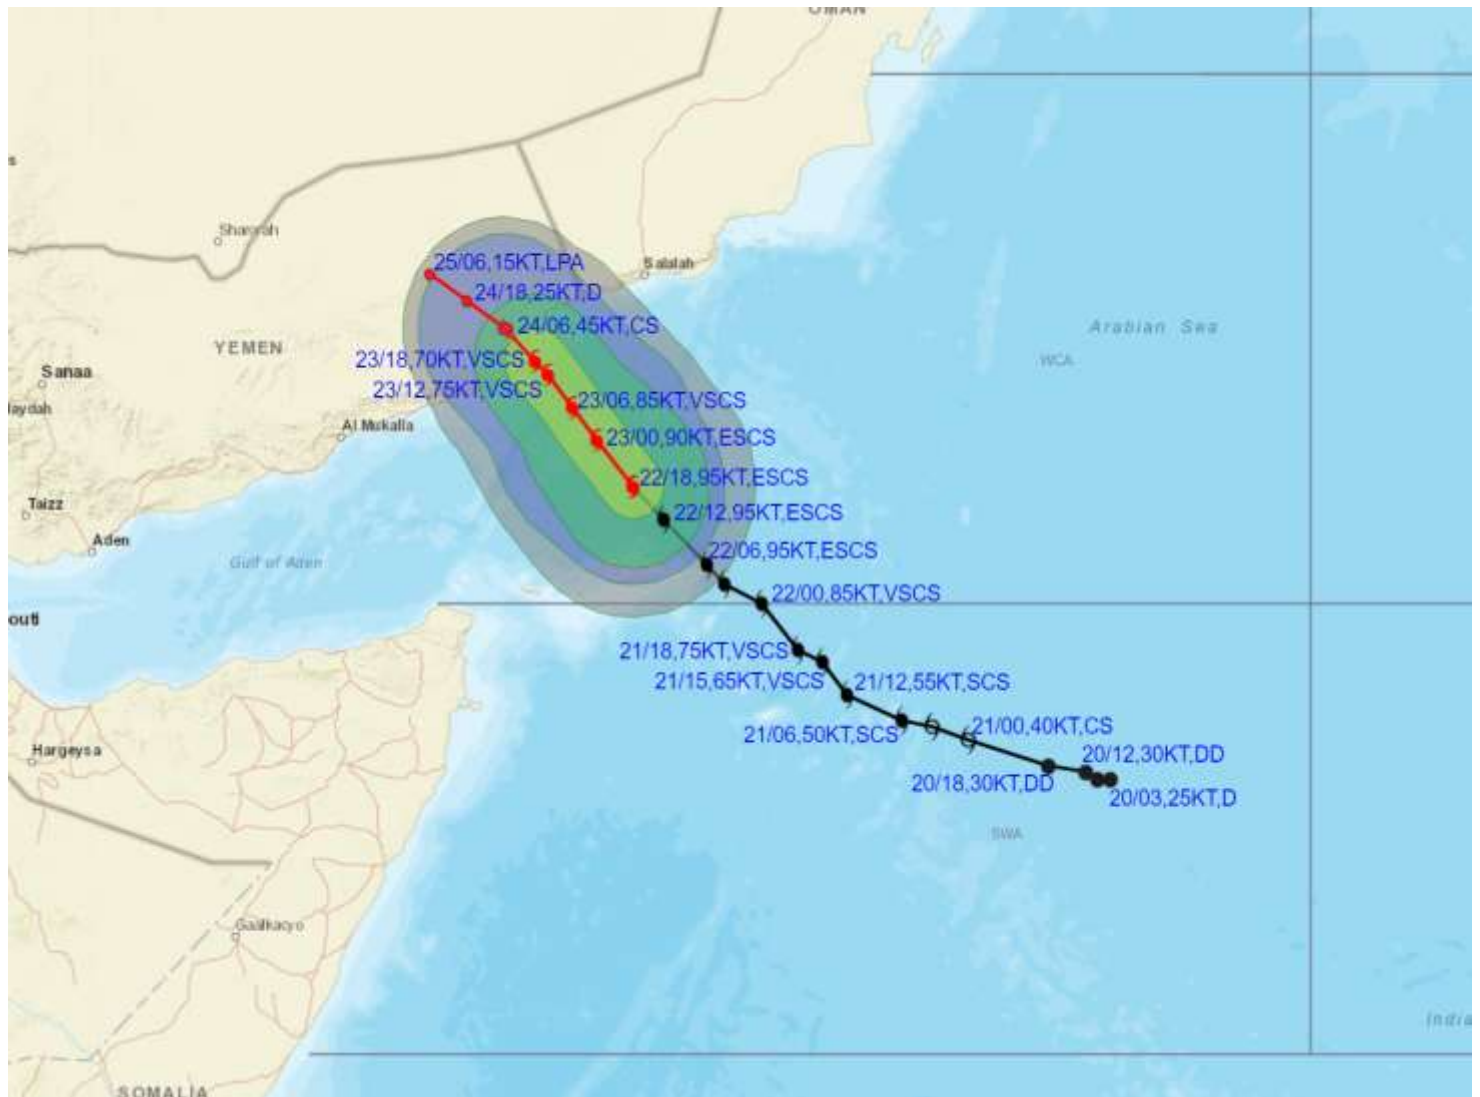 OMAN
s
Sharurah
Salalah
25/06,15KT,LPA
24/18,25KT,D
24/06,45KT,CS
Arabian Sea
YEMEN
WCA
23/18,70KT,VSCS
Sanaa
23/12,75KT,VSCS
23/06,85KT,VSCS
laydah
Al Mukalla
23/00,90KT,ESCS
22/18,95KT,ESCS
Taizz
22/12,95KT,ESCS
Aden
22/06,95KT,ESCS
Gulf of Aden
22/00,85KT,VSCS
outi
21/18,75KT,VSCS
21/15,65KT,VSCS
21/12,55KT,SCS
21/00,40KT,CS
21/06,50KT,SCS
Hargeysa
20/12,30KT,DD
20/18,30KT,DD
20/03,25KT,D
SWA
Gaalkacyo
India
SOMALIA